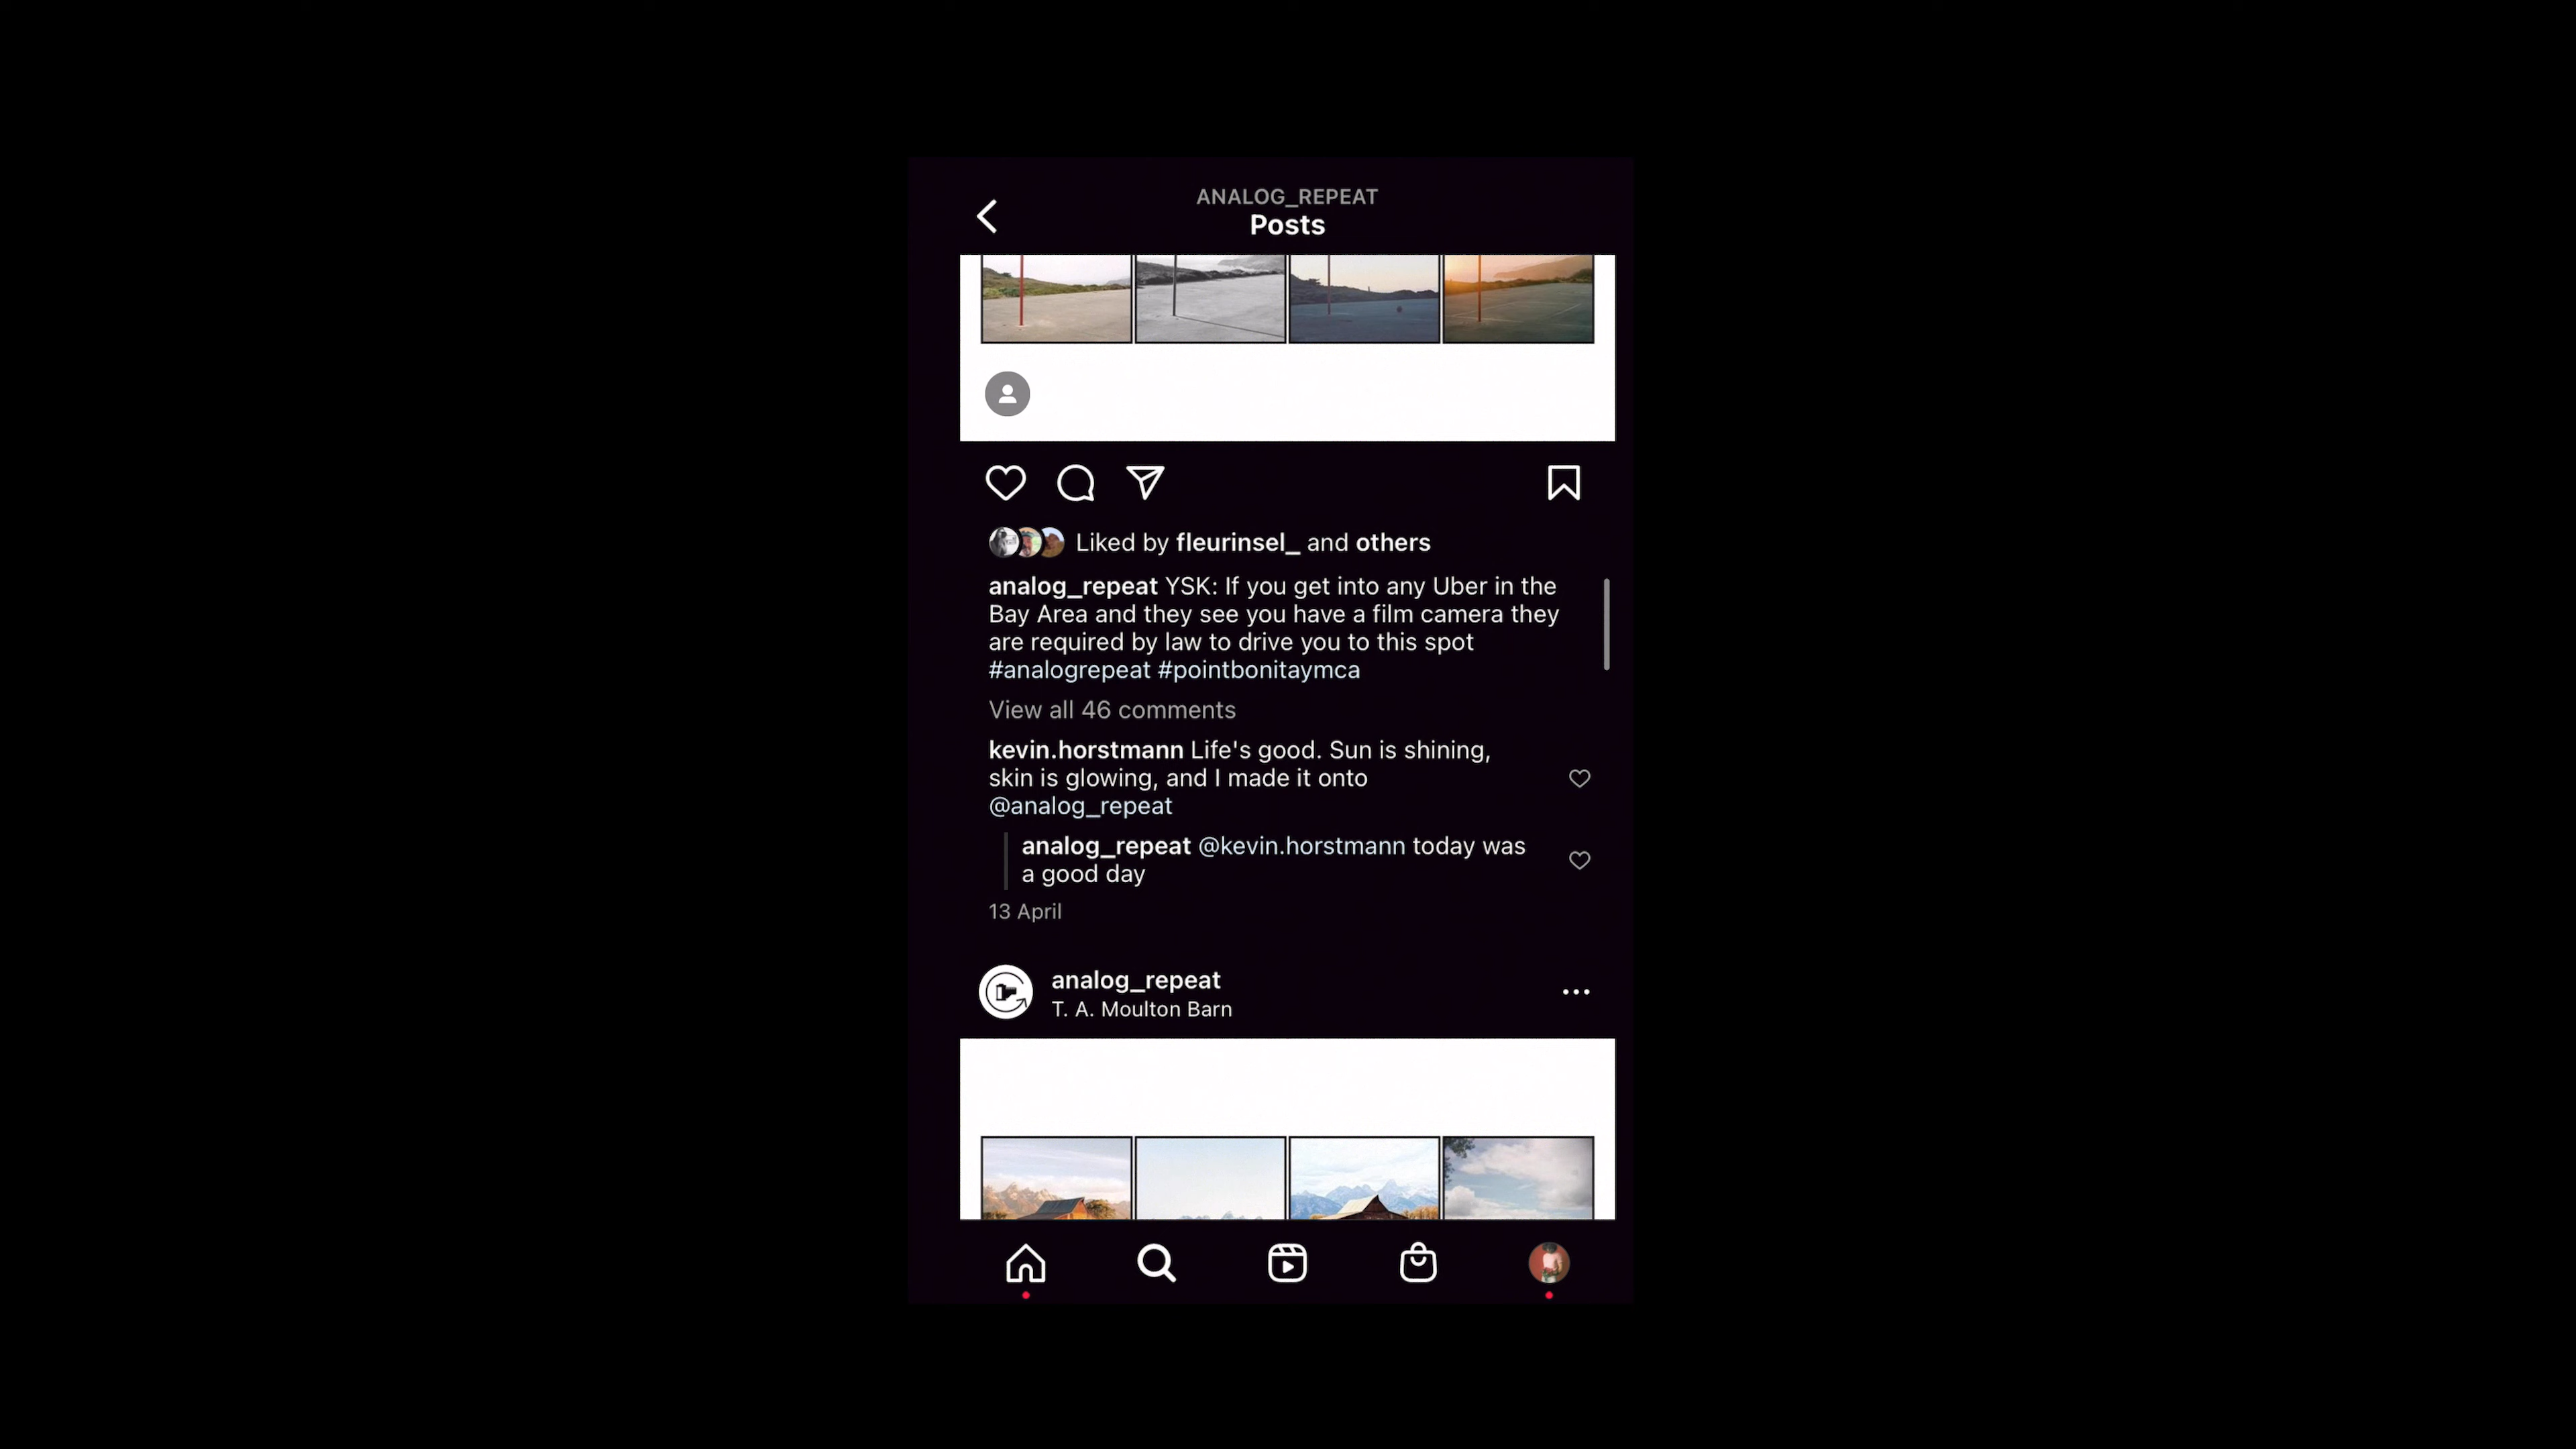 ANALOG_REPEAT
Posts
Liked by fleurinsel_ and others
analog_repeat YSK: If you get into any Uber in the
Bay Area and they see you have a film camera they
are required by law to drive you to this spot
#analogrepeat #pointbonitaymca
View all 46 comments
kevin.horstmann Life's good. Sun is shining,
skin is glowing, and I made it onto
@analog_repeat
analog_repeat @kevin.horstmann today was
a good day
13 April
analog_repeat
T. A. Moulton Barn